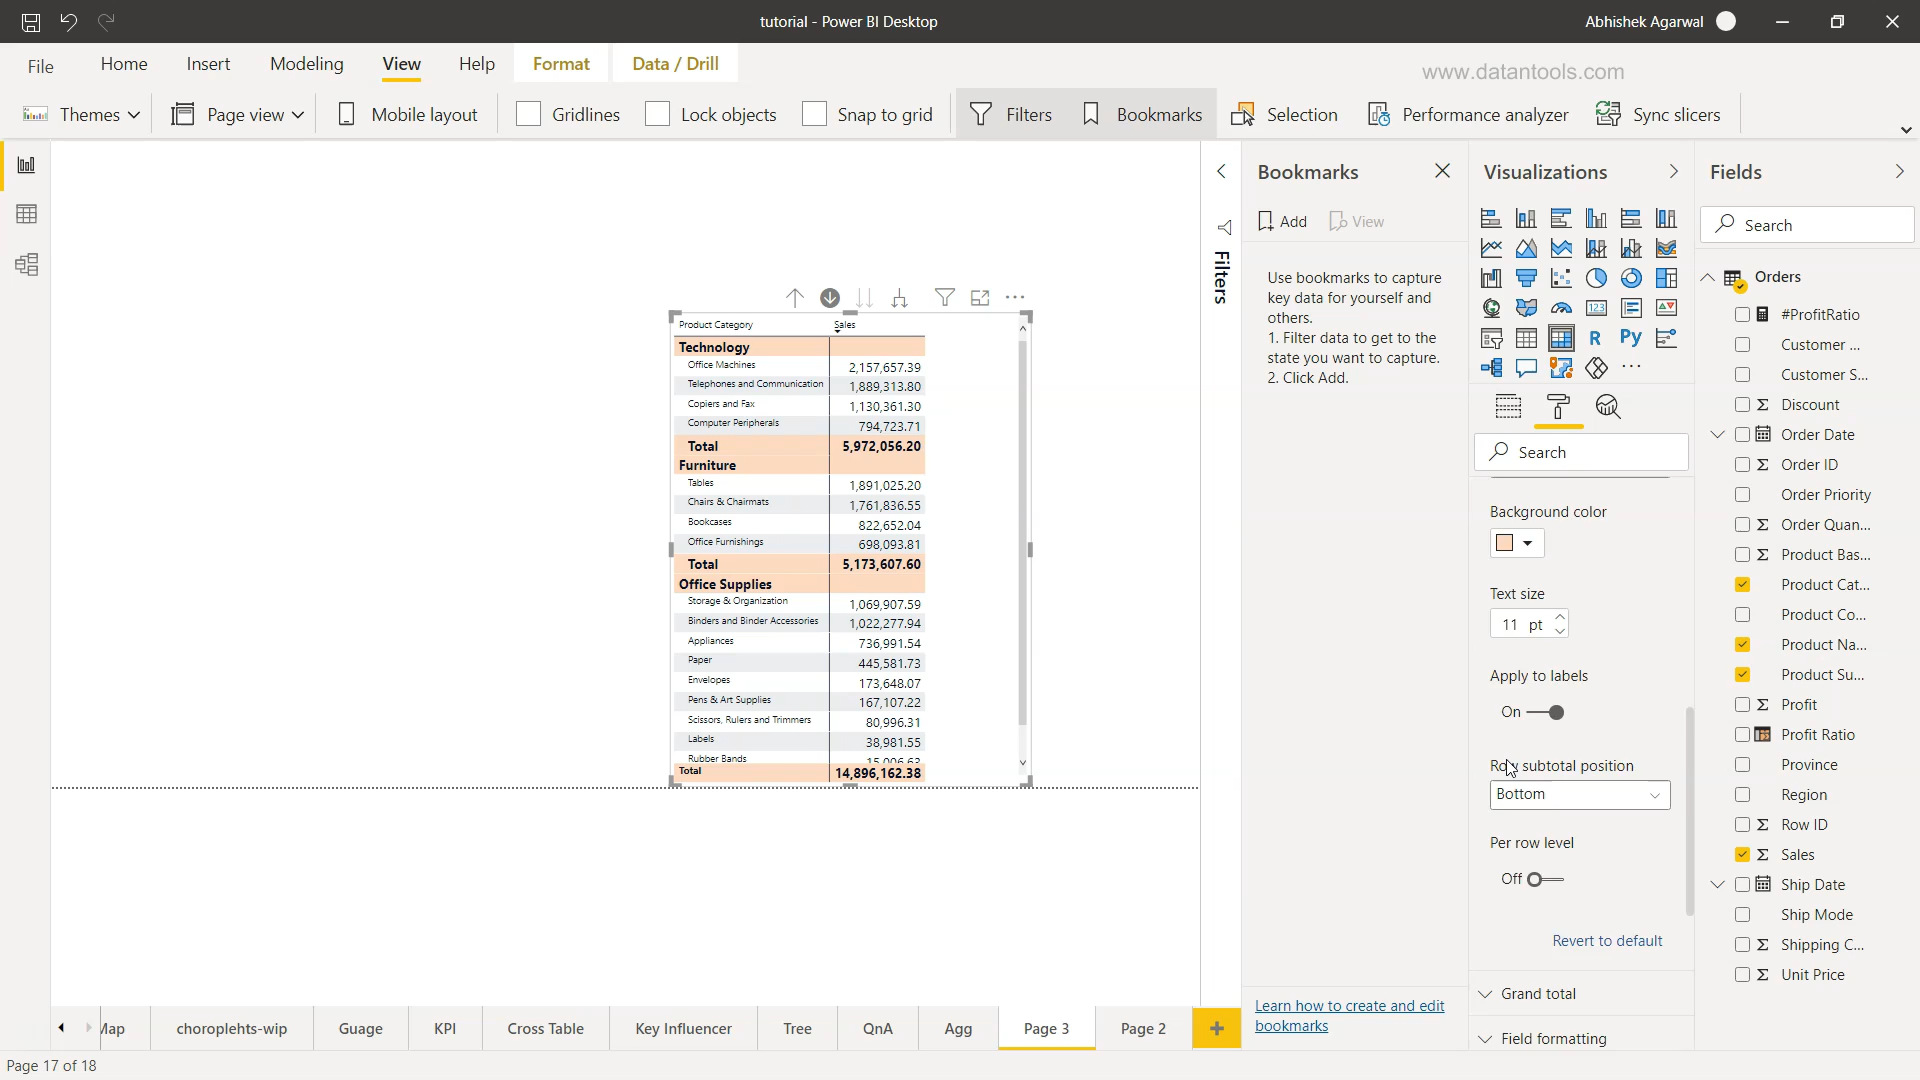 tutorial - Power BI Desktop
Abhishek Agarwal
File
Home
Insert
Modeling
View
Help
Format
Data / Drill
www.datantools.com
Themes
Page view
Mobile layout
Gridlines
Lock objects
Snap to grid
Filters
Bookmarks
Selection
Performance analyzer
Sync slicers
Product Category Sales
Technology
Office Machines 2,157,657.39
Telephones and Communication 1,889,313.80
Copiers and Fax 1,130,361.30
Computer Peripherals 794,723.71
Total 5,972,056.20
Furniture
Tables 1,891,025.20
Chairs & Chairmats 1,761,836.55
Bookcases 822,652.04
Office Furnishings 698,093.81
Total 5,173,607.60
Office Supplies
Storage & Organization 1,069,907.59
Binders and Binder Accessories 1,022,277.94
Appliances 736,991.54
Paper 445,581.73
Envelopes 173,648.07
Pens & Art Supplies 167,107.22
Scissors, Rulers and Trimmers 80,996.31
Labels 38,981.55
Rubber Bands
Total 14,896,162.38
Filters
Bookmarks
Add
View
Use bookmarks to capture
key data for yourself and
others.
1. Filter data to get to the
state you want to capture.
2. Click Add.
Learn how to create and edit
bookmarks
Visualizations
123
R
Py
Search
Background color
Text size
11 pt
Apply to labels
On
Row subtotal position
Bottom
Per row level
Off
Revert to default
Grand total
Field formatting
Fields
Search
Orders
#ProfitRatio
Customer ...
Customer S...
Σ Discount
Order Date
Σ Order ID
Order Priority
Σ Order Quan...
Σ Product Bas...
Product Cat...
Product Co...
Product Na...
Product Su...
Σ Profit
Profit Ratio
Province
Region
Σ Row ID
Σ Sales
Ship Date
Ship Mode
Σ Shipping C...
Σ Unit Price
choroplehts-wip
Guage
KPI
Cross Table
Key Influencer
Tree
QnA
Agg
Page 3
Page 2
Page 17 of 18